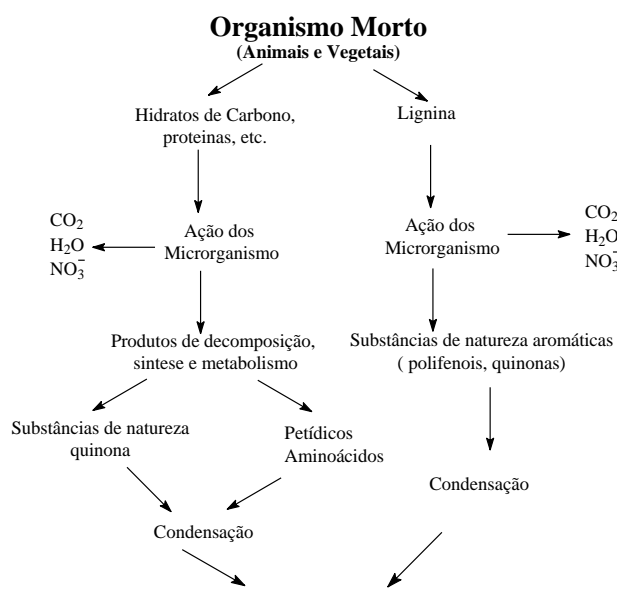 Organismo Morto
(Animais e Vegetais)
Hidratos de Carbono,
proteinas, etc.
Lignina
CO2
H2O
NO3-
Ação dos
Microrganismo
Ação dos
Microrganismo
CO2
H2O
NO3-
Produtos de decomposição,
sintese e metabolismo
Substâncias de natureza aromáticas
( polifenois, quinonas)
Substâncias de natureza
quinona
Petídicos
Aminoácidos
Condensação
Condensação